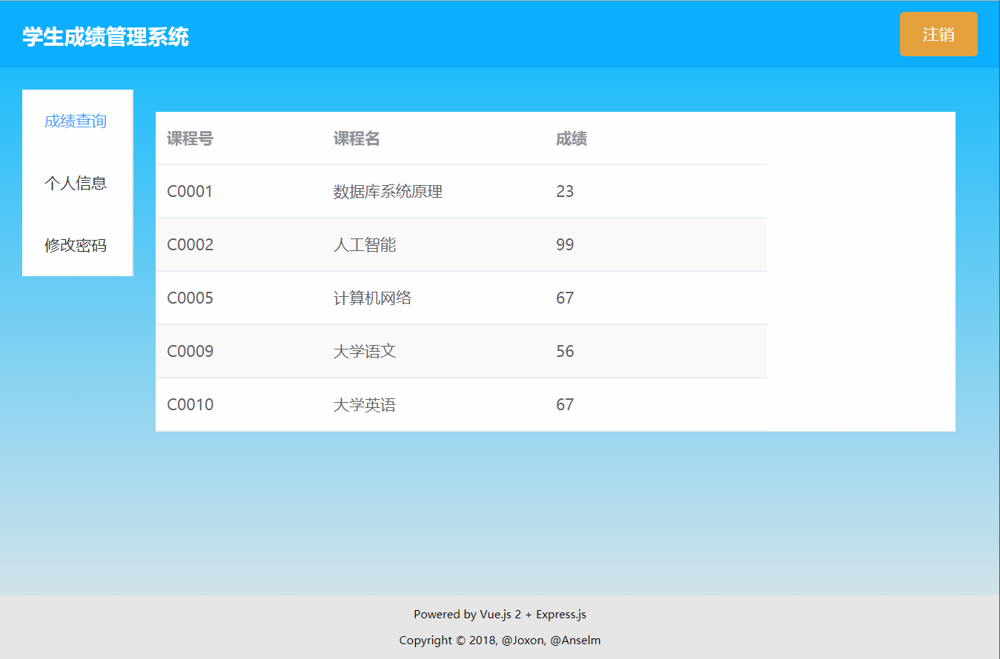 学生成绩管理系统
注销
成绩查询
个人信息
修改密码
课程号 课程名 成绩
C0001 数据库系统原理 23
C0002 人工智能 99
C0005 计算机网络 67
C0009 大学语文 56
C0010 大学英语 67
Powered by Vue.js 2 + Express.js
Copyright © 2018, @Joxon, @Anselm